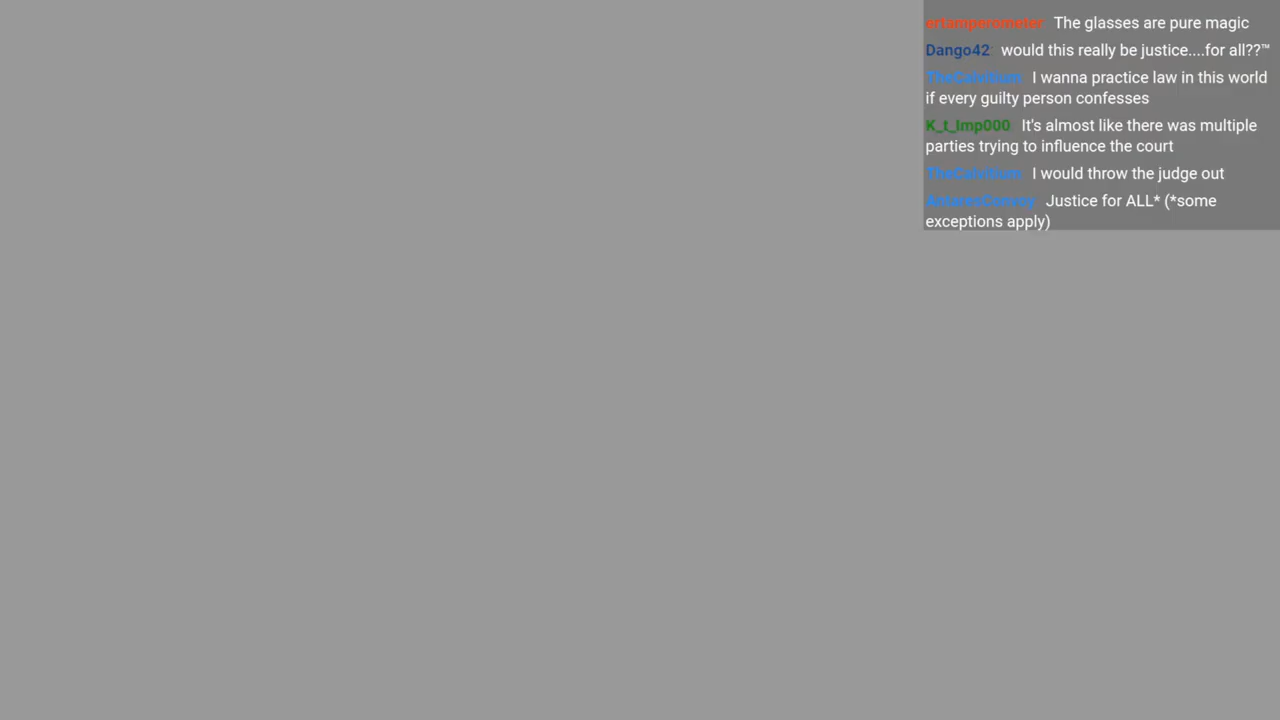 The glasses are pure magic
Dango42: would this really be justice....for all??™
I wanna practice law in this world
if every guilty person confesses
K_t_Imp000: It's almost like there was multiple
parties trying to influence the court
I would throw the judge out
Justice for ALL* (*some
exceptions apply)